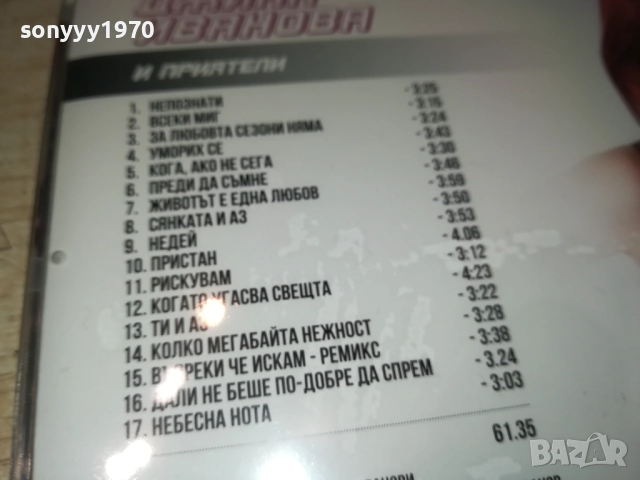 sonyyy1970
ИВАНОВА
И ПРИЯТЕЛИ
1. НЕПОЗНАТИ - 3:25
2. ВСЕКИ МИГ - 3:15
3. ЗА ЛЮБОВТА СЕЗОНИ НЯМА - 3:24
4. УМОРИХ СЕ - 3:43
5. КОГА, АКО НЕ СЕГА - 3:30
6. ПРЕДИ ДА СЪМНЕ - 3:46
7. ЖИВОТЪТ Е ЕДНА ЛЮБОВ - 3:59
8. СЯНКАТА И АЗ - 3:50
9. НЕДЕЙ - 3:53
10. ПРИСТАН - 4.06
11. РИСКУВАМ - 3:12
12. КОГАТО УГАСВА СВЕЩТА - 4:23
13. ТИ И АЗ - 3:22
14. КОЛКО МЕГАБАЙТА НЕЖНОСТ - 3:28
15. ВЪПРЕКИ ЧЕ ИСКАМ - РЕМИКС - 3:38
16. ДАЛИ НЕ БЕШЕ ПО-ДОБРЕ ДА СПРЕМ - 3.24
17. НЕБЕСНА НОТА - 3:03
61.35
BAZAR